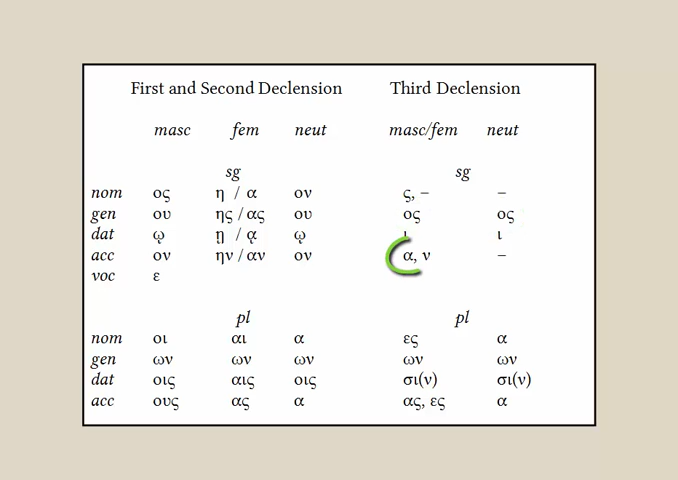 First and Second Declension Third Declension
masc fem neut masc/fem neut
sg sg
nom ος η / α ον ς, – –
gen ου ης / ας ου ος ος
dat ῳ ῃ / ᾳ ῳ ι ι
acc ον ην / αν ον α, ν –
voc ε
pl pl
nom οι αι α ες α
gen ων ων ων ων ων
dat οις αις οις σι(ν) σι(ν)
acc ους ας α ας, ες α